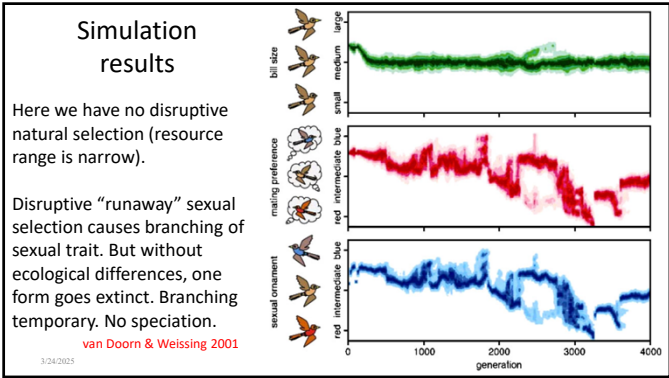 Simulation
results
Here we have no disruptive
natural selection (resource
range is narrow).
Disruptive “runaway” sexual
selection causes branching of
sexual trait. But without
ecological differences, one
form goes extinct. Branching
temporary. No speciation.
van Doorn & Weissing 2001
3/24/2025
bill size
small medium large
mating preference
red intermediate blue
sexual ornament
red intermediate blue
0 1000 2000 3000 4000
generation